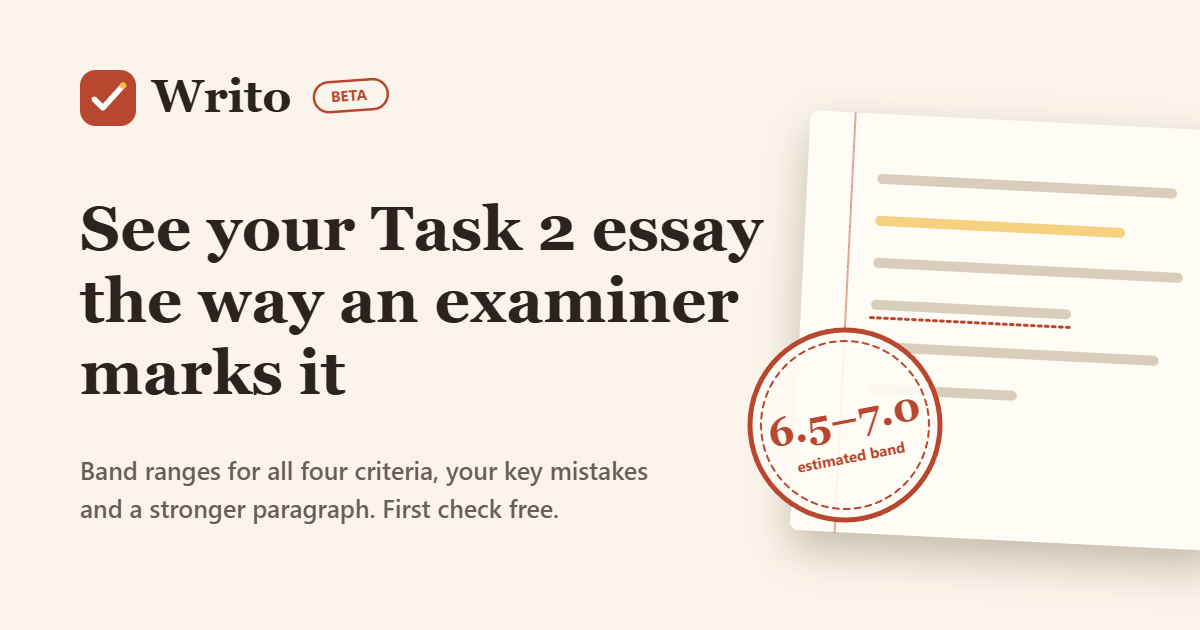 Writo
BETA
See your Task 2 essay
the way an examiner
marks it
Band ranges for all four criteria, your key mistakes
and a stronger paragraph. First check free.
6.5–7.0
estimated band